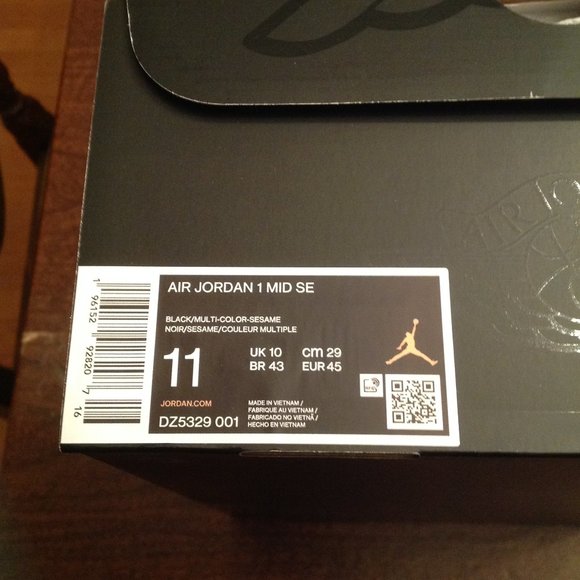 AIR JORDAN 1 MID SE
BLACK/MULTI-COLOR-SESAME
NOIR/SESAME/COULEUR MULTIPLE
11
UK 10 cm 29
BR 43 EUR 45
JORDAN.COM
DZ5329 001
MADE IN VIETNAM /
FABRIQUE AU VIETNAM /
FABRICADO NO VIETNÃ /
HECHO EN VIETNAM
1 96152 92820 7
16
AIR